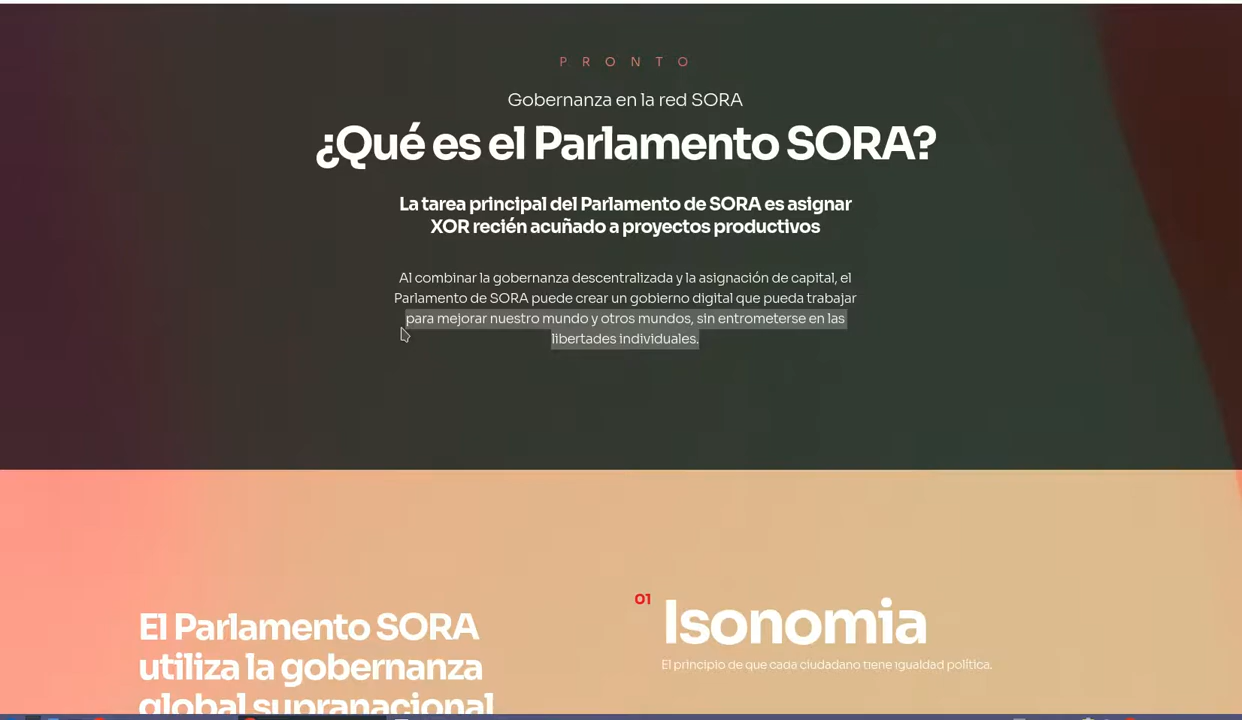 PRONTO
Gobernanza en la red SORA
¿Qué es el Parlamento SORA?
La tarea principal del Parlamento de SORA es asignar
XOR recién acuñado a proyectos productivos
Al combinar la gobernanza descentralizada y la asignación de capital, el
Parlamento de SORA puede crear un gobierno digital que pueda trabajar
para mejorar nuestro mundo y otros mundos, sin entrometerse en las
libertades individuales.
El Parlamento SORA
utiliza la gobernanza
global supranacional
01
Isonomia
El principio de que cada ciudadano tiene igualdad política.